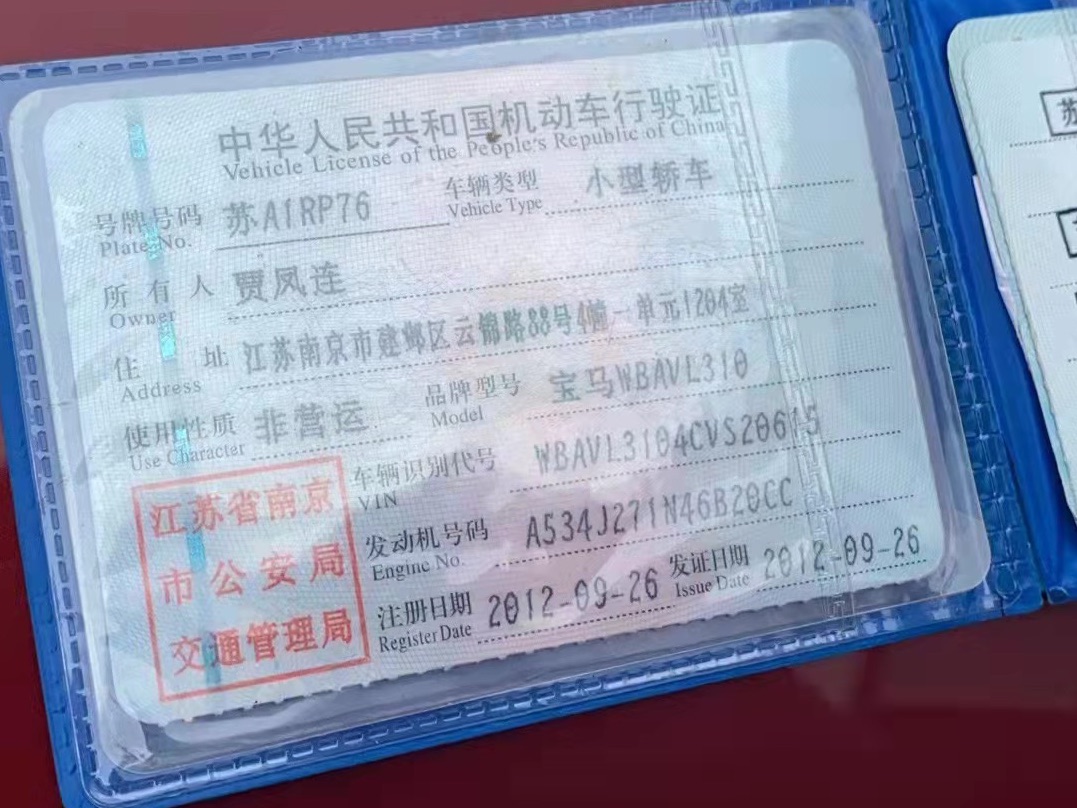 中华人民共和国机动车行驶证
Vehicle License of the People's Republic of China
号牌号码 苏A1RP76 车辆类型 小型轿车
Plate No. Vehicle Type
所有人 贾凤连
Owner
住址 江苏南京市建邺区云锦路88号4幢一单元1204室
Address
使用性质 非营运 品牌型号 宝马WBAVL310
Use Character Model
车辆识别代号 WBAVL3104CVS20615
VIN
发动机号码 A534J271N46B20CC
Engine No.
注册日期 2012-09-26 发证日期 2012-09-26
Register Date Issue Date
江苏省南京
市公安局
交通管理局
苏